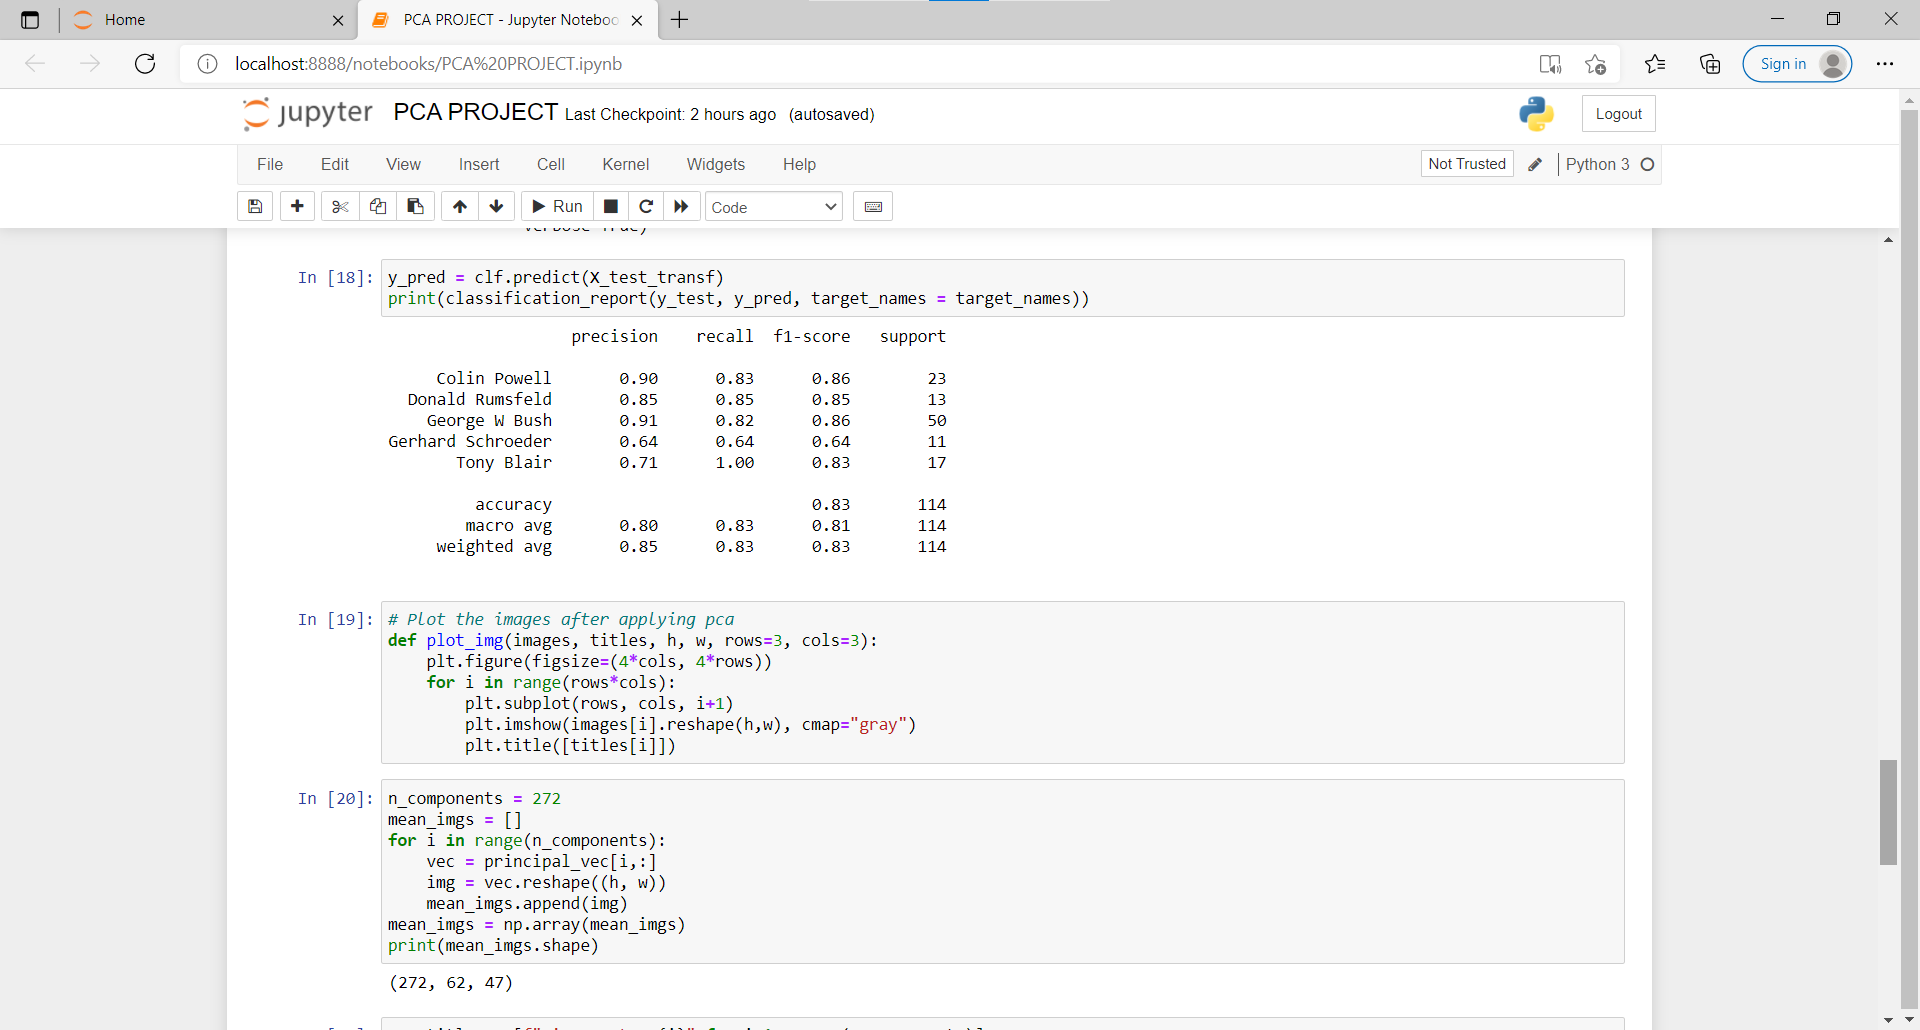 Home
PCA PROJECT - Jupyter Noteboo
localhost:8888/notebooks/PCA%20PROJECT.ipynb
Sign in
jupyter PCA PROJECT Last Checkpoint: 2 hours ago (autosaved)
Logout
File Edit View Insert Cell Kernel Widgets Help
Not Trusted
Python 3
Run
Code
In [18]: y_pred = clf.predict(X_test_transf)
print(classification_report(y_test, y_pred, target_names = target_names))
precision recall f1-score support
Colin Powell 0.90 0.83 0.86 23
Donald Rumsfeld 0.85 0.85 0.85 13
George W Bush 0.91 0.82 0.86 50
Gerhard Schroeder 0.64 0.64 0.64 11
Tony Blair 0.71 1.00 0.83 17
accuracy 0.83 114
macro avg 0.80 0.83 0.81 114
weighted avg 0.85 0.83 0.83 114
In [19]: # Plot the images after applying pca
def plot_img(images, titles, h, w, rows=3, cols=3):
    plt.figure(figsize=(4*cols, 4*rows))
    for i in range(rows*cols):
        plt.subplot(rows, cols, i+1)
        plt.imshow(images[i].reshape(h,w), cmap="gray")
        plt.title([titles[i]])
In [20]: n_components = 272
mean_imgs = []
for i in range(n_components):
    vec = principal_vec[i,:]
    img = vec.reshape((h, w))
    mean_imgs.append(img)
mean_imgs = np.array(mean_imgs)
print(mean_imgs.shape)
(272, 62, 47)